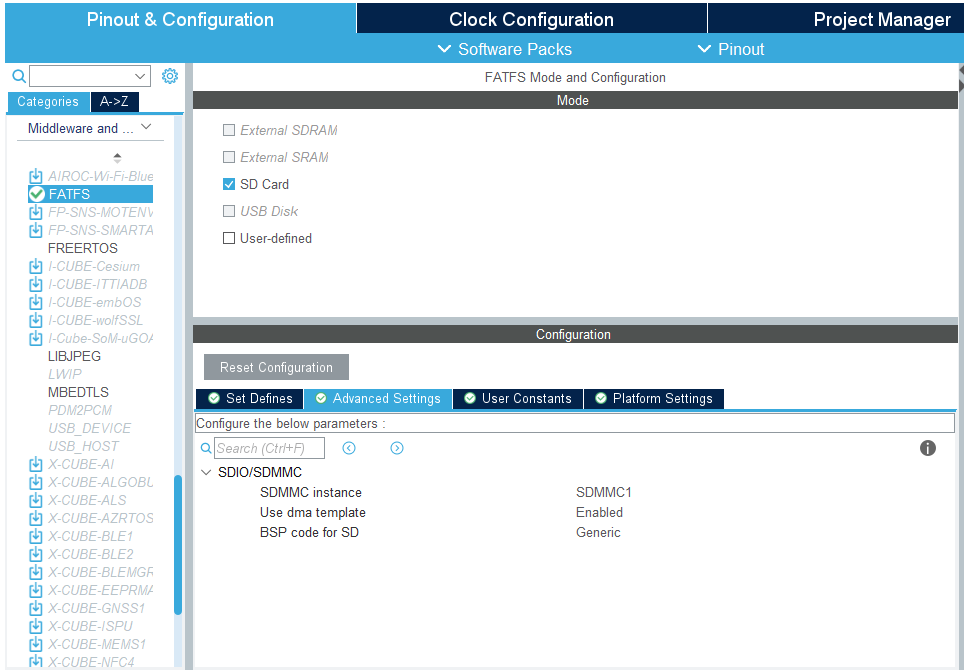 Pinout & Configuration
Clock Configuration
Project Manager
Software Packs
Pinout
Categories
A->Z
Middleware and ...
AIROC-Wi-Fi-Blue
FATFS
FP-SNS-MOTENV
FP-SNS-SMARTA
FREERTOS
I-CUBE-Cesium
I-CUBE-ITTIADB
I-CUBE-embOS
I-CUBE-wolfSSL
I-Cube-SoM-uGOA
LIBJPEG
LWIP
MBEDTLS
PDM2PCM
USB_DEVICE
USB_HOST
X-CUBE-AI
X-CUBE-ALGOBU
X-CUBE-ALS
X-CUBE-AZRTOS
X-CUBE-BLE1
X-CUBE-BLE2
X-CUBE-BLEMGR
X-CUBE-EEPRMA
X-CUBE-GNSS1
X-CUBE-ISPU
X-CUBE-MEMS1
X-CUBE-NFC4
FATFS Mode and Configuration
Mode
External SDRAM
External SRAM
SD Card
USB Disk
User-defined
Configuration
Reset Configuration
Set Defines
Advanced Settings
User Constants
Platform Settings
Configure the below parameters :
Search (Ctrl+F)
SDIO/SDMMC
SDMMC instance SDMMC1
Use dma template Enabled
BSP code for SD Generic